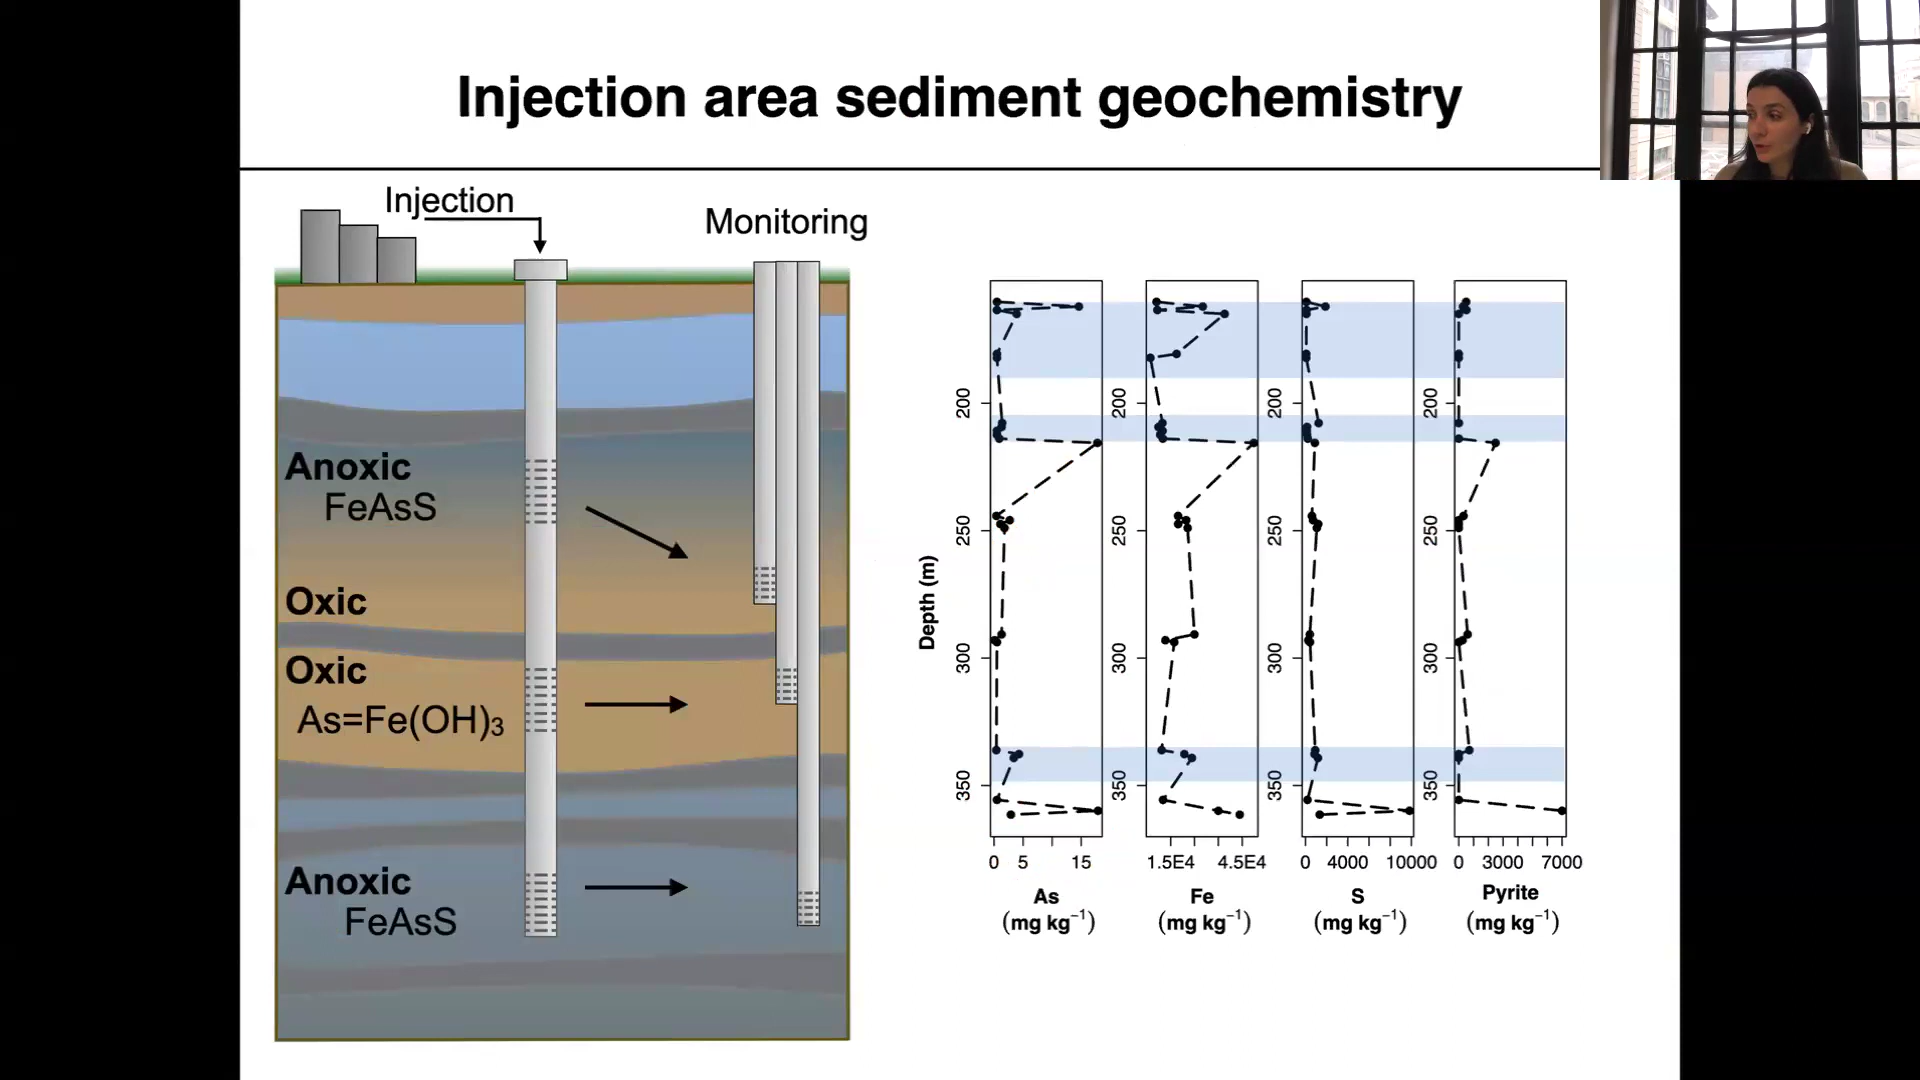 Injection area sediment geochemistry
Injection
Monitoring
Anoxic
FeAsS
Oxic
Oxic
As=Fe(OH)₃
Anoxic
FeAsS
Depth (m)
200
250
300
350
0 5 15
As
(mg kg⁻¹)
200
250
300
350
1.5E4 4.5E4
Fe
(mg kg⁻¹)
200
250
300
350
0 4000 10000
S
(mg kg⁻¹)
200
250
300
350
0 3000 7000
Pyrite
(mg kg⁻¹)